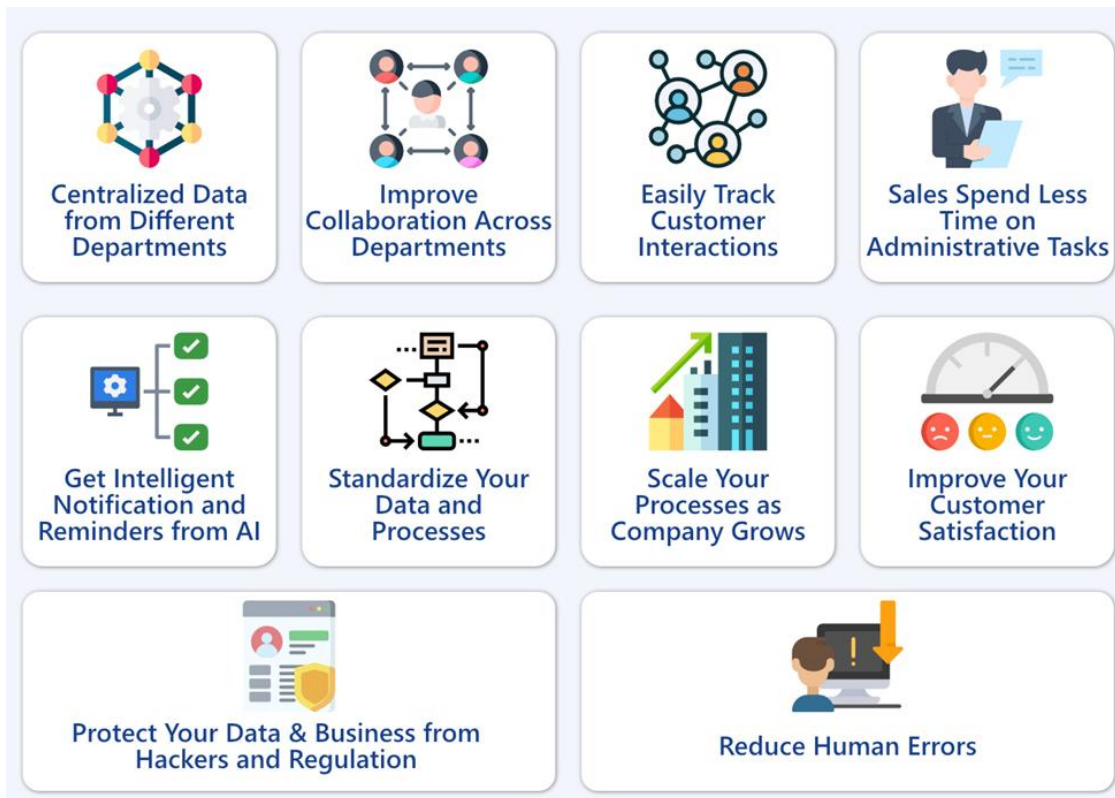 Centralized Data
from Different
Departments
Improve
Collaboration Across
Departments
Easily Track
Customer
Interactions
Sales Spend Less
Time on
Administrative Tasks
Get Intelligent
Notification and
Reminders from AI
Standardize Your
Data and
Processes
Scale Your
Processes as
Company Grows
Improve Your
Customer
Satisfaction
Protect Your Data & Business from
Hackers and Regulation
Reduce Human Errors